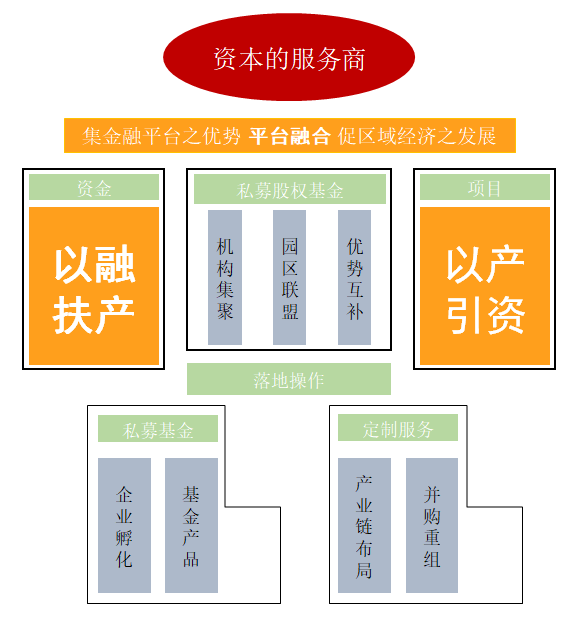 资本的服务商
集金融平台之优势 平台融合 促区域经济之发展
资金
以融
扶产
私募股权基金
机构集聚
园区联盟
优势互补
项目
以产
引资
落地操作
私募基金
企业孵化
基金产品
定制服务
产业链布局
并购重组